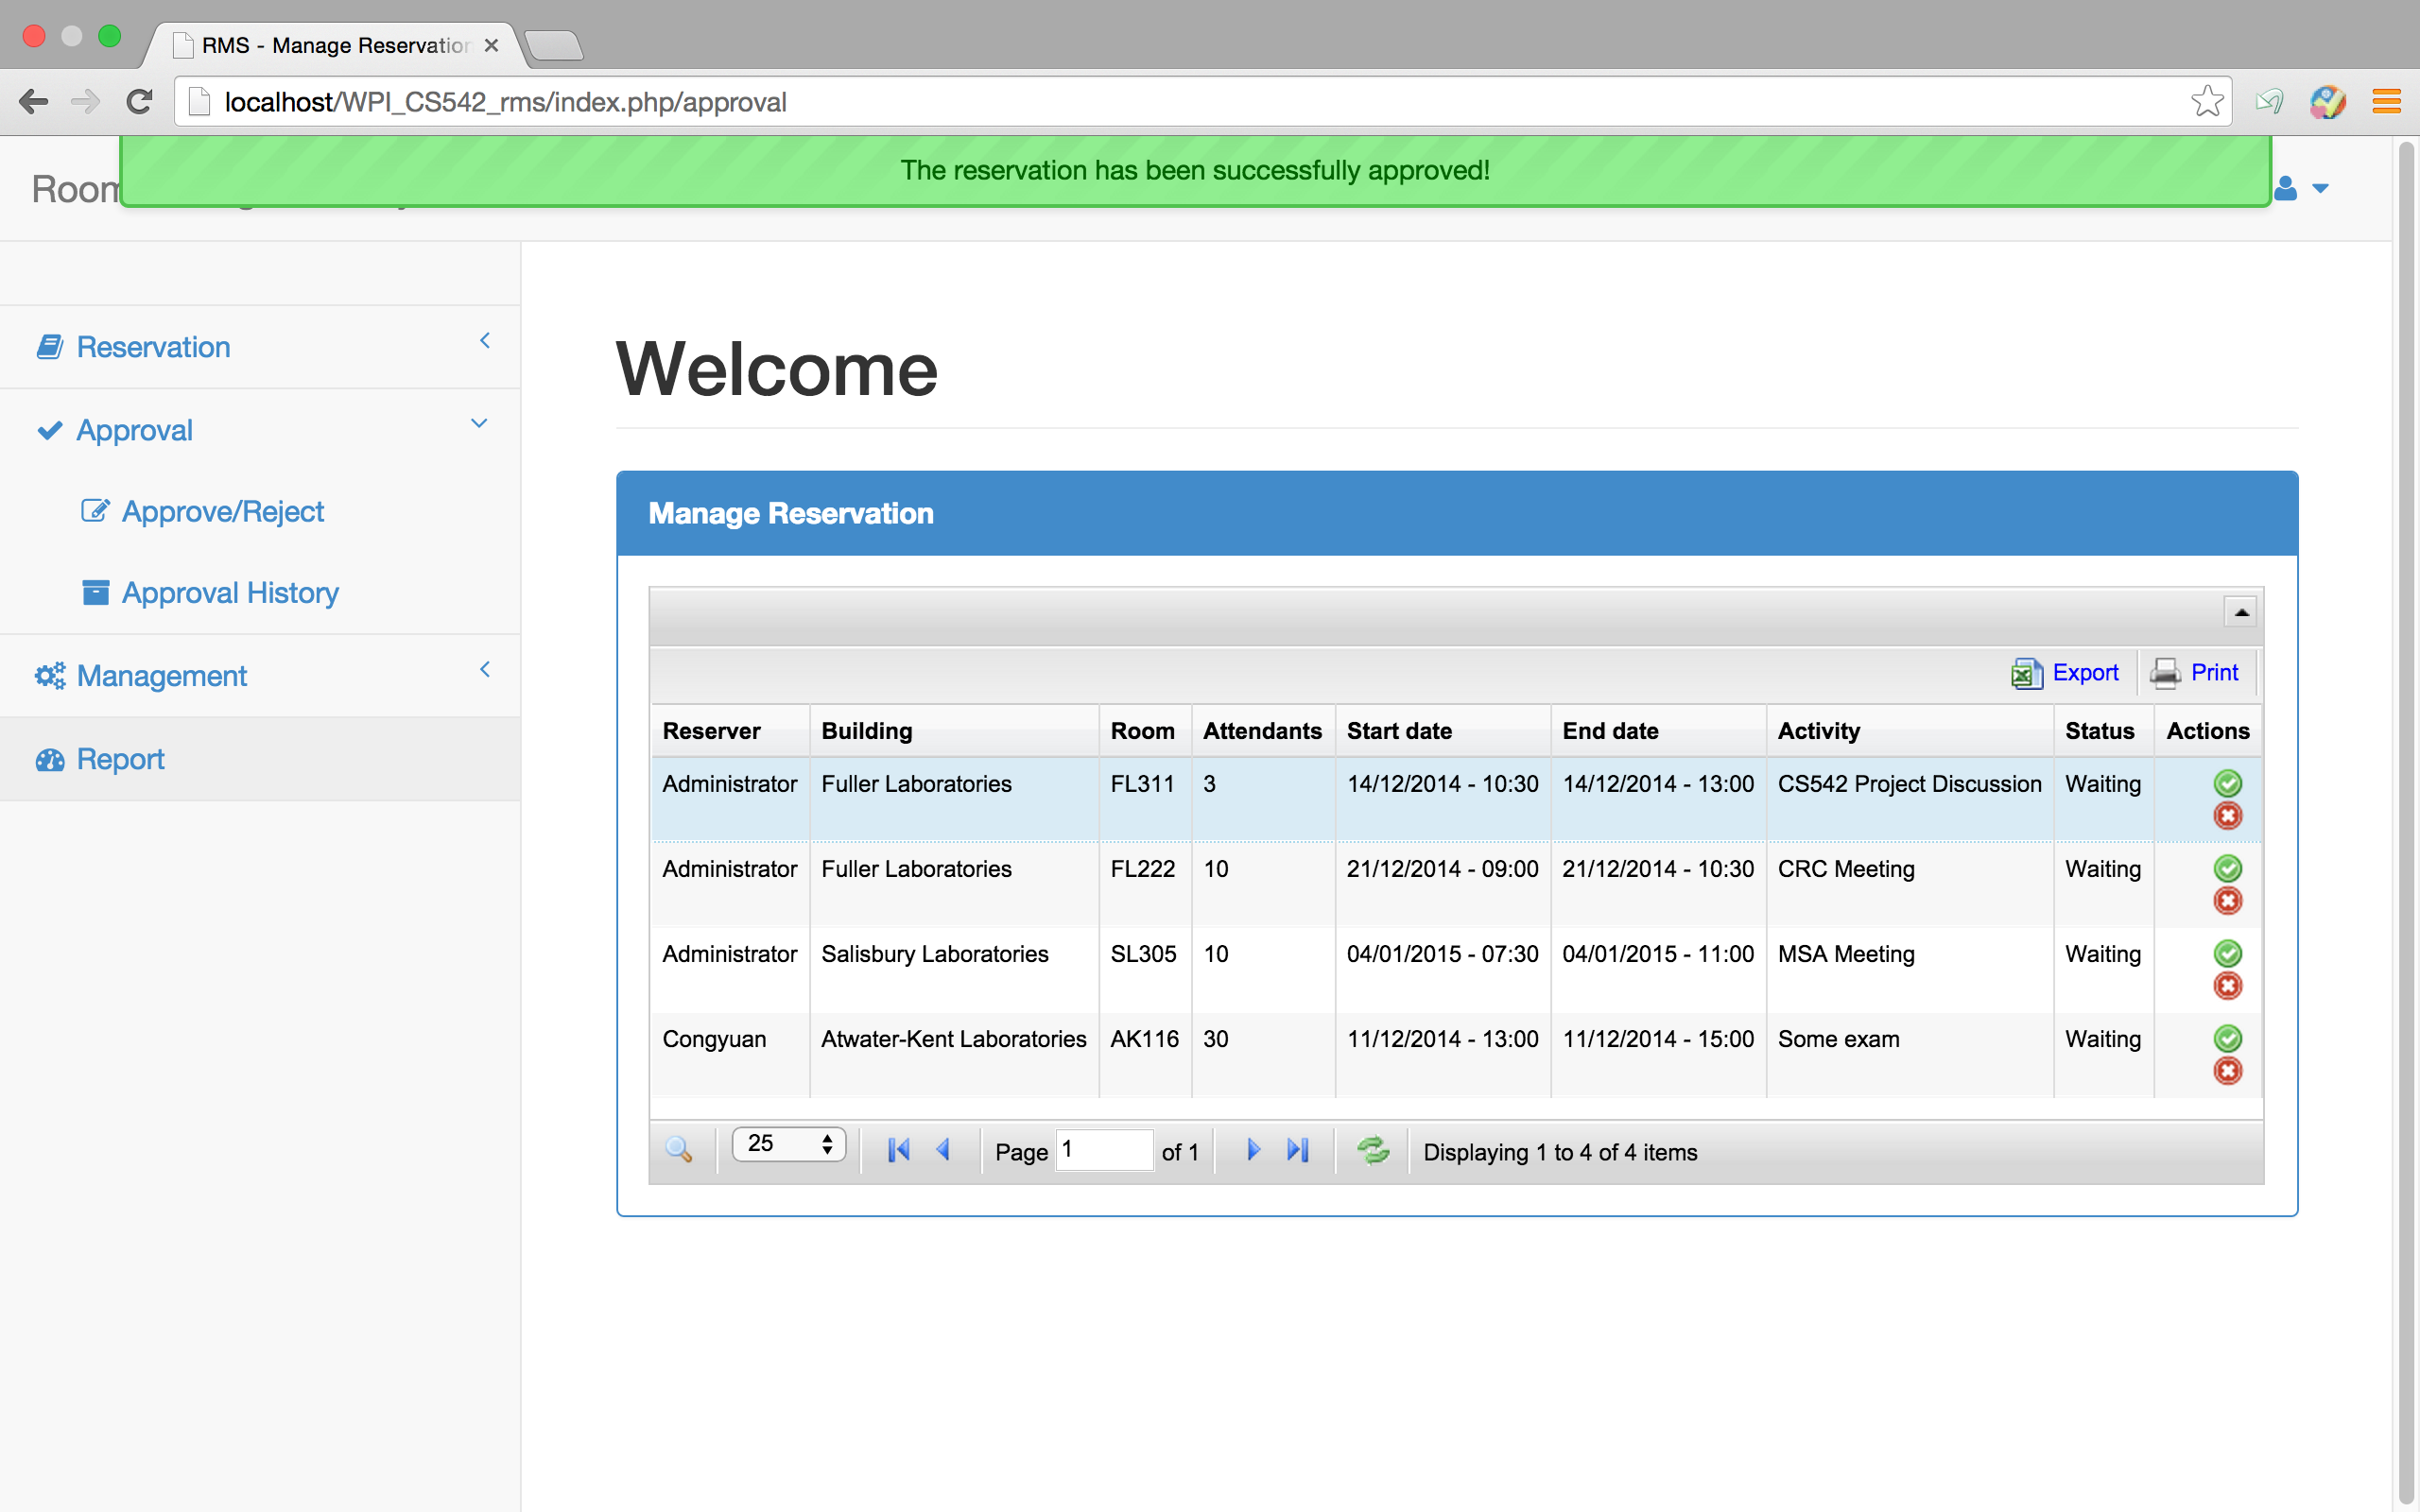 RMS - Manage Reservation
localhost/WPI_CS542_rms/index.php/approval
The reservation has been successfully approved!
Reservation
Approval
Approve/Reject
Approval History
Management
Report
Welcome
Manage Reservation
Export Print
Reserver Building Room Attendants Start date End date Activity Status Actions
Administrator Fuller Laboratories FL311 3 14/12/2014 - 10:30 14/12/2014 - 13:00 CS542 Project Discussion Waiting
Administrator Fuller Laboratories FL222 10 21/12/2014 - 09:00 21/12/2014 - 10:30 CRC Meeting Waiting
Administrator Salisbury Laboratories SL305 10 04/01/2015 - 07:30 04/01/2015 - 11:00 MSA Meeting Waiting
Congyuan Atwater-Kent Laboratories AK116 30 11/12/2014 - 13:00 11/12/2014 - 15:00 Some exam Waiting
25 Page 1 of 1 Displaying 1 to 4 of 4 items